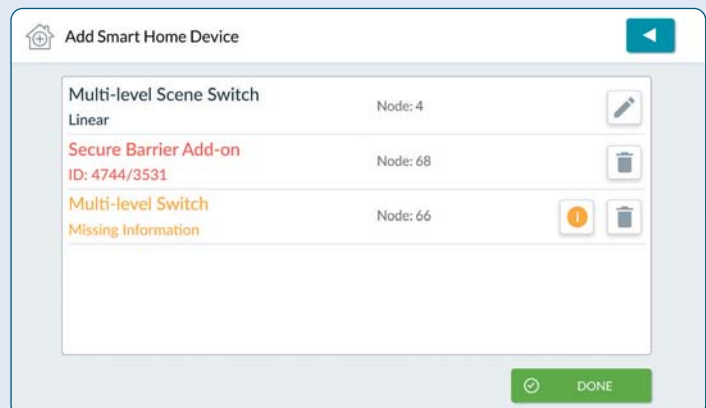 Add Smart Home Device
Multi-level Scene Switch
Node: 4
Linear
Secure Barrier Add-on
Node: 68
ID: 4744/3531
Multi-level Switch
Node: 66
Missing Information
DONE